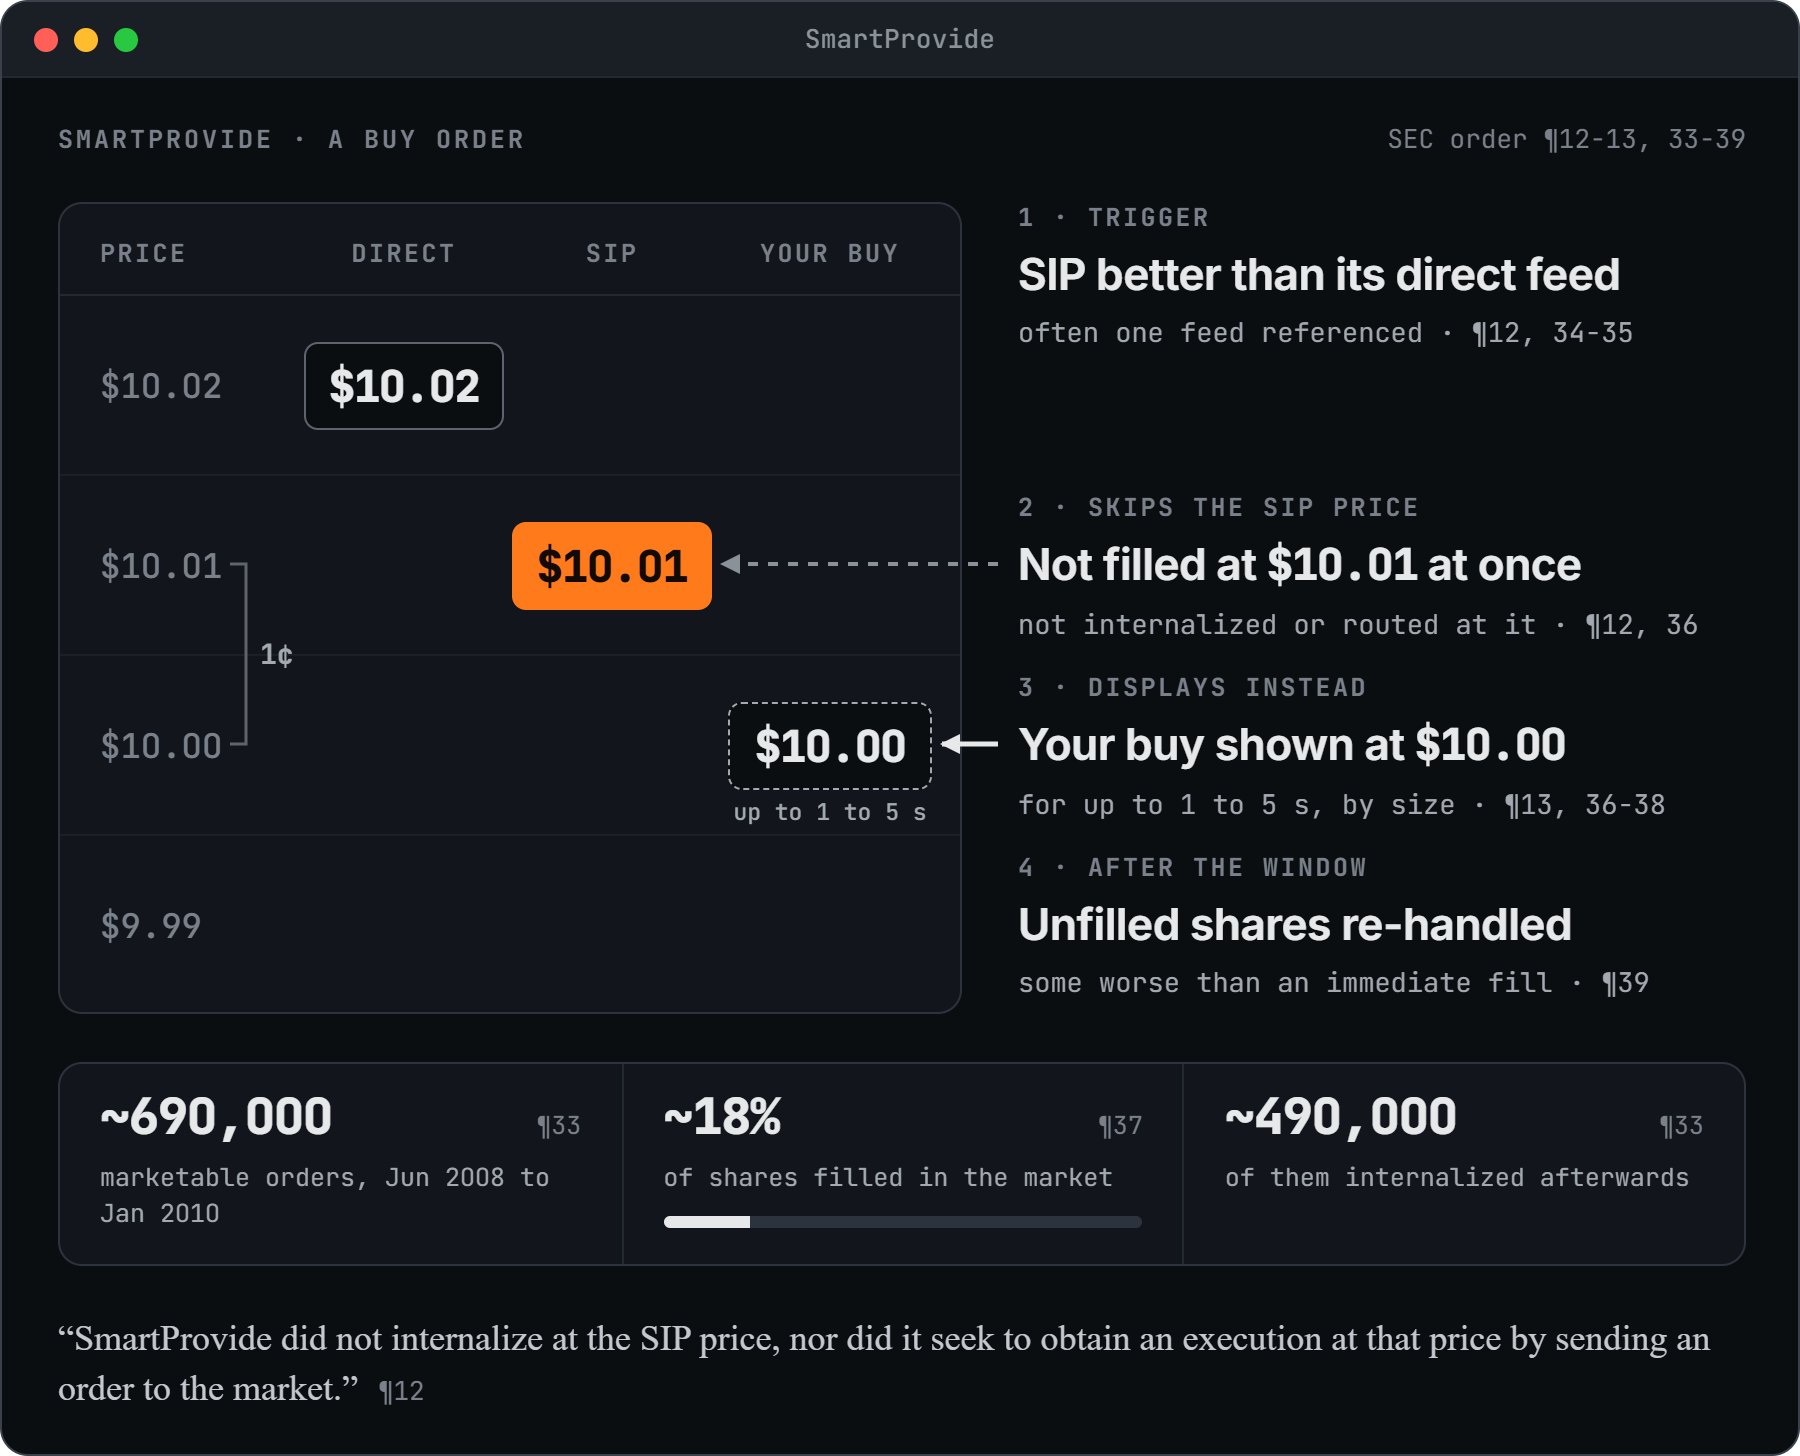 SmartProvide
SMARTPROVIDE · A BUY ORDER
SEC order ¶12-13, 33-39
PRICE DIRECT SIP YOUR BUY
$10.02 $10.02
$10.01 $10.01
1¢
$10.00 $10.00
up to 1 to 5 s
$9.99
1 · TRIGGER
SIP better than its direct feed
often one feed referenced · ¶12, 34-35
2 · SKIPS THE SIP PRICE
Not filled at $10.01 at once
not internalized or routed at it · ¶12, 36
3 · DISPLAYS INSTEAD
Your buy shown at $10.00
for up to 1 to 5 s, by size · ¶13, 36-38
4 · AFTER THE WINDOW
Unfilled shares re-handled
some worse than an immediate fill · ¶39
~690,000 ¶33
marketable orders, Jun 2008 to
Jan 2010
~18% ¶37
of shares filled in the market
~490,000 ¶33
of them internalized afterwards
“SmartProvide did not internalize at the SIP price, nor did it seek to obtain an execution at that price by sending an
order to the market.” ¶12